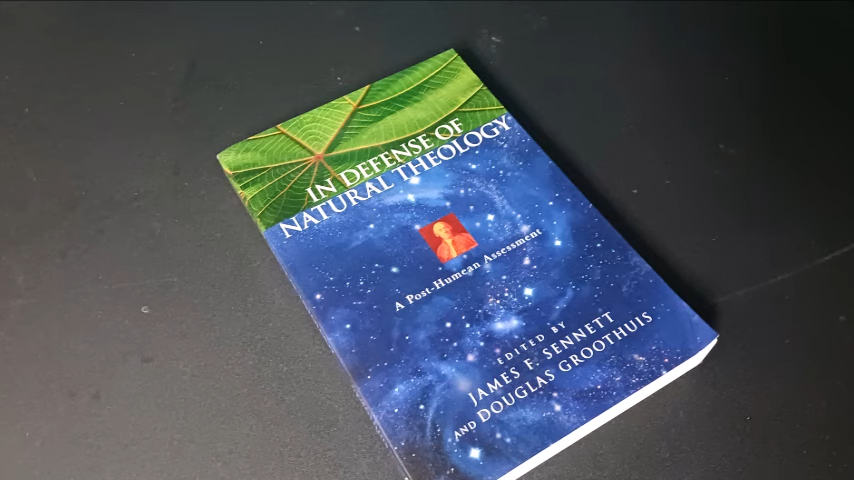 IN DEFENSE OF
NATURAL THEOLOGY
A Post-Humean Assessment
EDITED BY
JAMES F. SENNETT
AND DOUGLAS GROOTHUIS